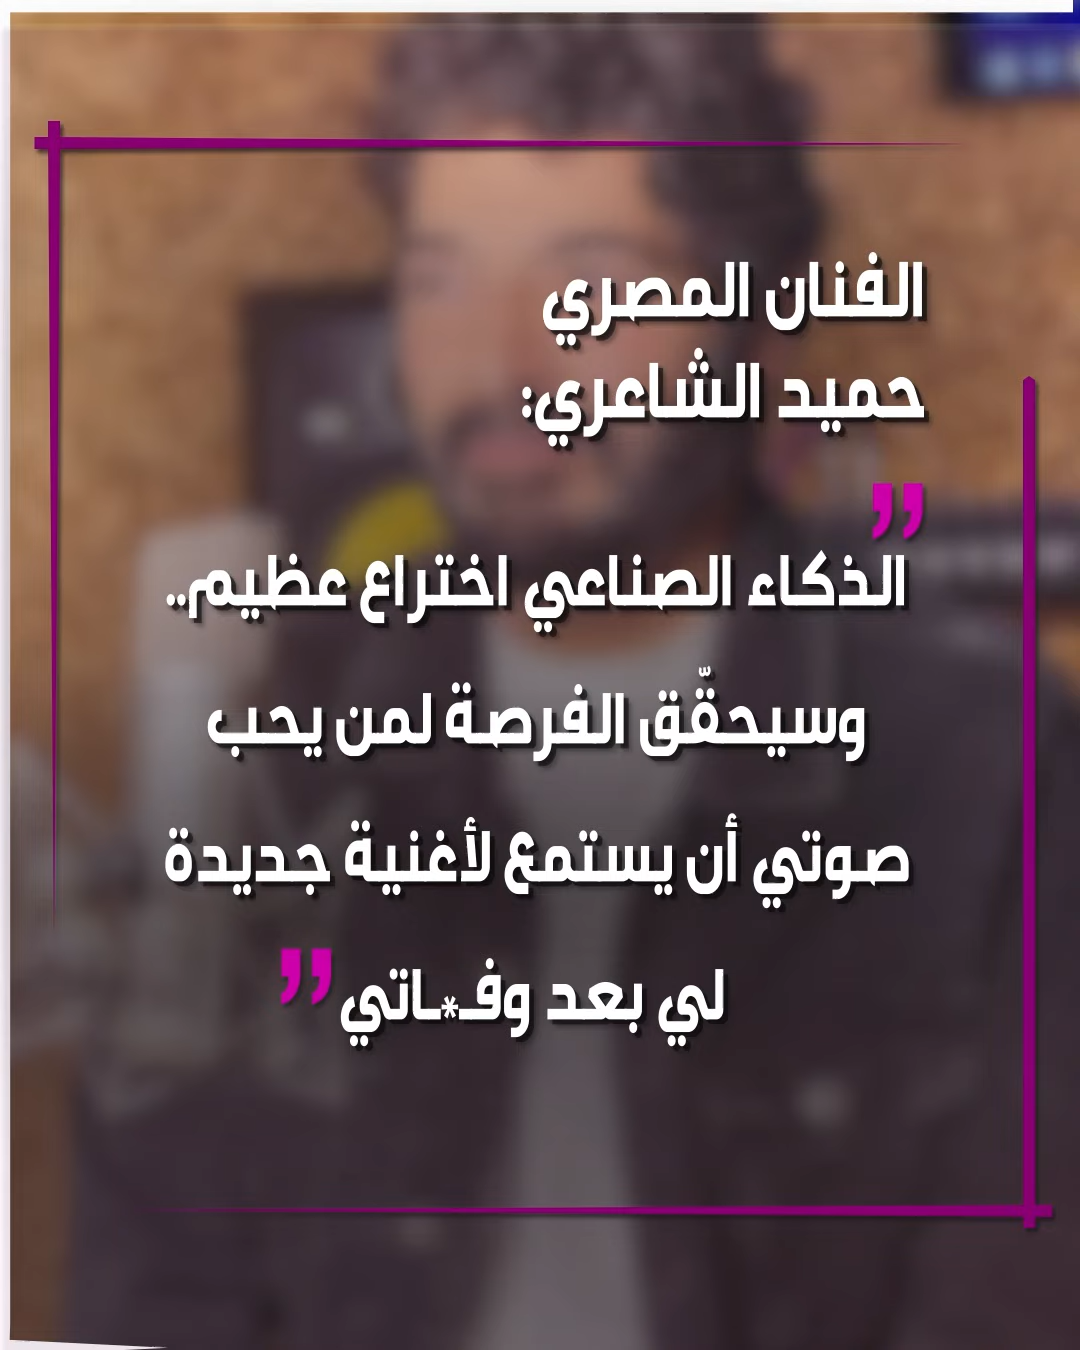 الفنان المصري
حميد الشاعري:
”
الذكاء الصناعي اختراع عظيم..
وسيحقّق الفرصة لمن يحب
صوتي أن يستمع لأغنية جديدة
لي بعد وفـ*ـاتي”